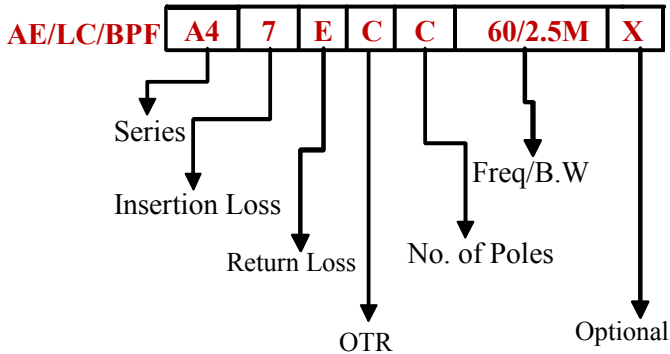 AE/LC/BPF A4 7 E C C 60/2.5M X
Series
Freq/B.W
Insertion Loss
No. of Poles
Return Loss
OTR
Optional